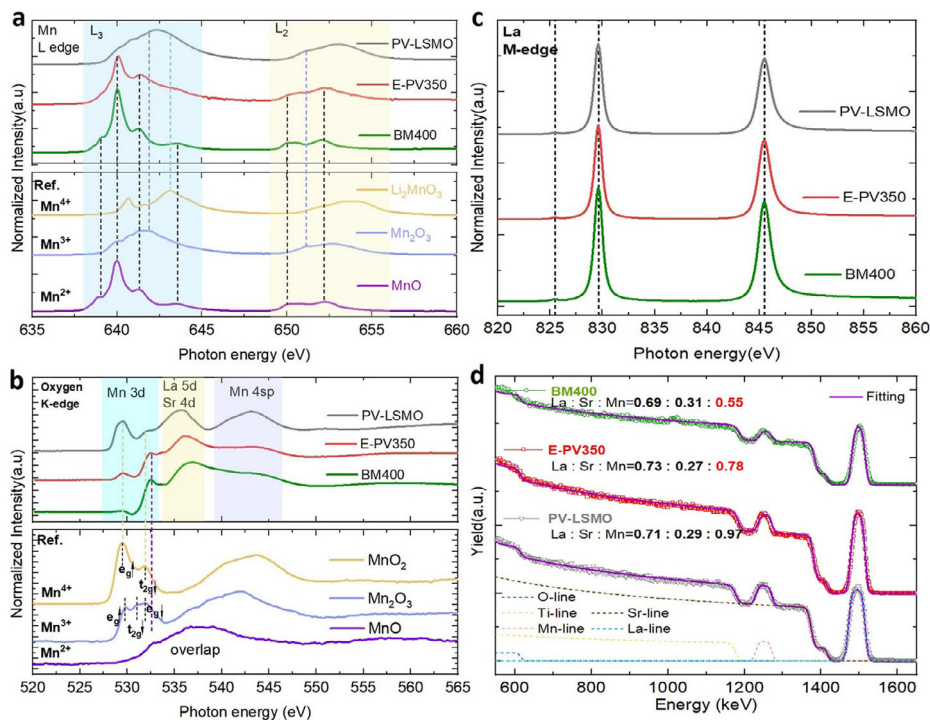 a
Mn
L edge
L3
L2
PV-LSMO
E-PV350
BM400
Ref.
Mn4+
Li2MnO3
Mn3+
Mn2O3
Mn2+
MnO
Normalized Intensity(a.u)
635 640 645 650 655 660
Photon energy (eV)
c
La
M-edge
PV-LSMO
E-PV350
BM400
Normalized Intensity(a.u)
820 825 830 835 840 845 850 855 860
Photon energy(eV)
b
Oxygen
K-edge
Mn 3d
La 5d
Sr 4d
Mn 4sp
PV-LSMO
E-PV350
BM400
Ref.
MnO2
Mn4+
eg
t2g
Mn2O3
Mn3+
eg
t2g
eg
MnO
Mn2+
overlap
Normalized Intensity(a.u)
520 525 530 535 540 545 550 555 560 565
Photon energy (eV)
d
BM400
La : Sr : Mn=0.69 : 0.31 : 0.55
Fitting
E-PV350
La : Sr : Mn=0.73 : 0.27 : 0.78
PV-LSMO
La : Sr : Mn=0.71 : 0.29 : 0.97
O-line
Ti-line
Sr-line
Mn-line
La-line
Yield(a.u.)
600 800 1000 1200 1400 1600
Energy (keV)